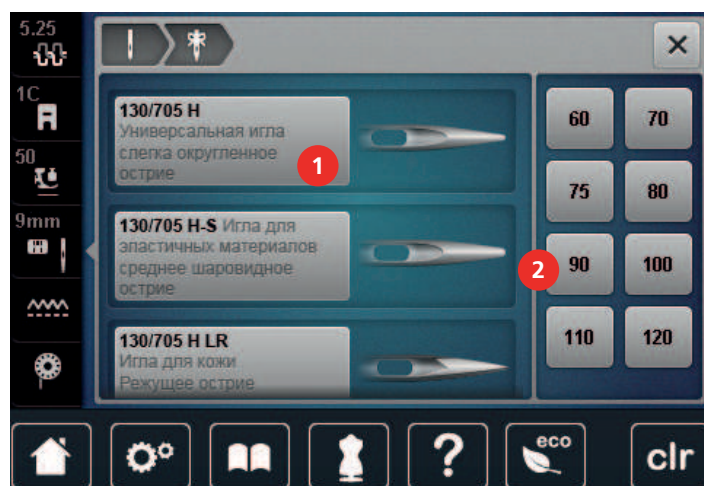 5.25
1C
50
9mm
130/705 H
Универсальная игла
слегка округленное
острие
1
130/705 H-S Игла для
эластичных материалов
среднее шаровидное
острие
130/705 H LR
Игла для кожи
Режущее острие
60 70
75 80
2
90 100
110 120
?
eco
clr